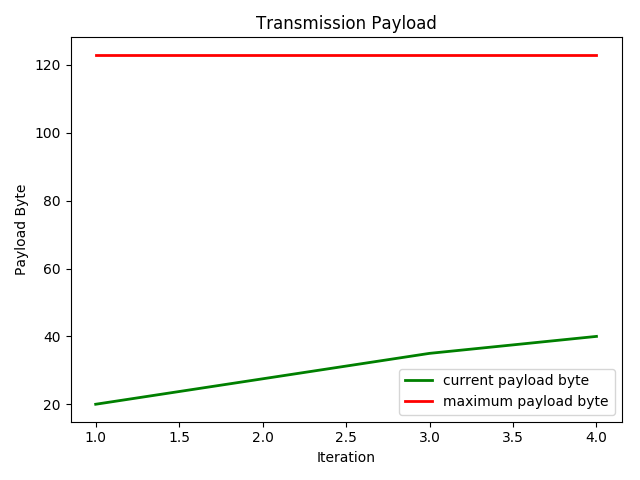 Transmission Payload
120
100
80
60
40
20
Payload Byte
1.0 1.5 2.0 2.5 3.0 3.5 4.0
Iteration
current payload byte
maximum payload byte